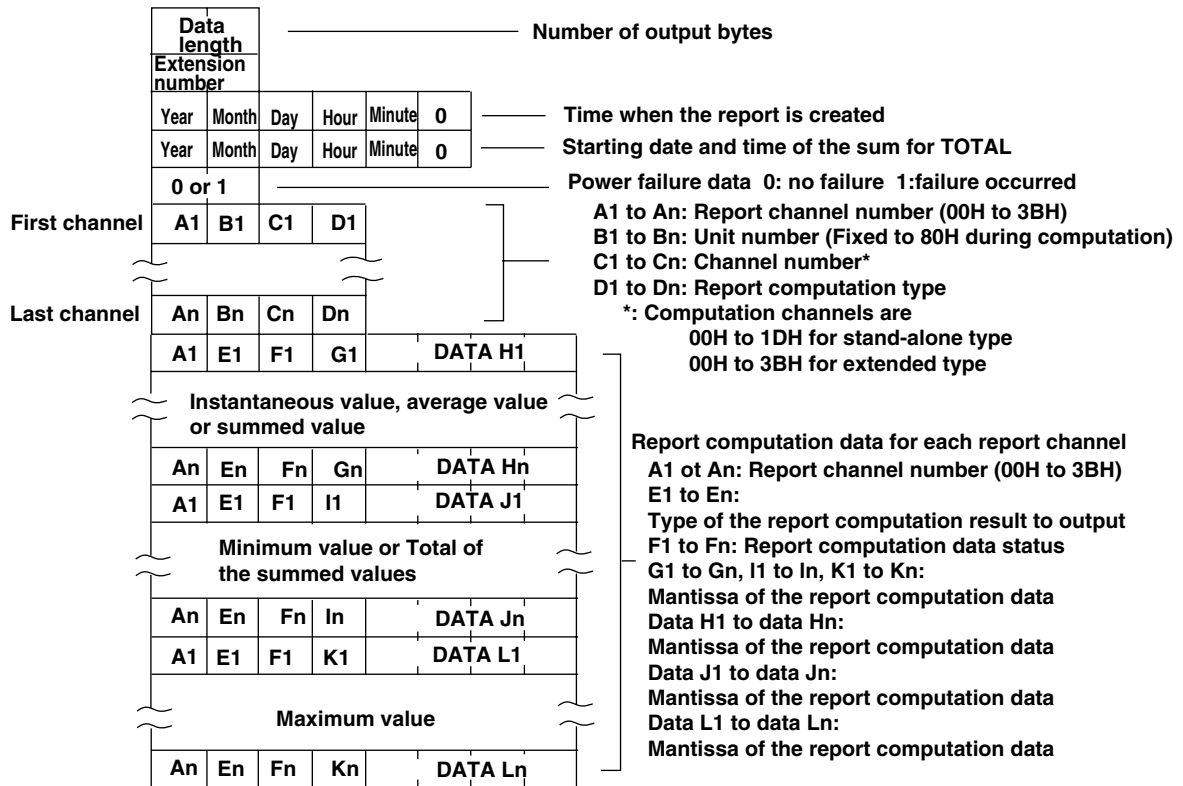 Data length
Number of output bytes
Extension number
Year Month Day Hour Minute 0
Time when the report is created
Year Month Day Hour Minute 0
Starting date and time of the sum for TOTAL
0 or 1
Power failure data 0: no failure 1:failure occurred
First channel A1 B1 C1 D1
A1 to An: Report channel number (00H to 3BH)
B1 to Bn: Unit number (Fixed to 80H during computation)
C1 to Cn: Channel number*
D1 to Dn: Report computation type
Last channel An Bn Cn Dn
*: Computation channels are
00H to 1DH for stand-alone type
00H to 3BH for extended type
A1 E1 F1 G1 DATA H1
Instantaneous value, average value
or summed value
An En Fn Gn DATA Hn
A1 E1 F1 I1 DATA J1
Minimum value or Total of
the summed values
An En Fn In DATA Jn
A1 E1 F1 K1 DATA L1
Maximum value
An En Fn Kn DATA Ln
Report computation data for each report channel
A1 ot An: Report channel number (00H to 3BH)
E1 to En:
Type of the report computation result to output
F1 to Fn: Report computation data status
G1 to Gn, I1 to In, K1 to Kn:
Mantissa of the report computation data
Data H1 to data Hn:
Mantissa of the report computation data
Data J1 to data Jn:
Mantissa of the report computation data
Data L1 to data Ln:
Mantissa of the report computation data